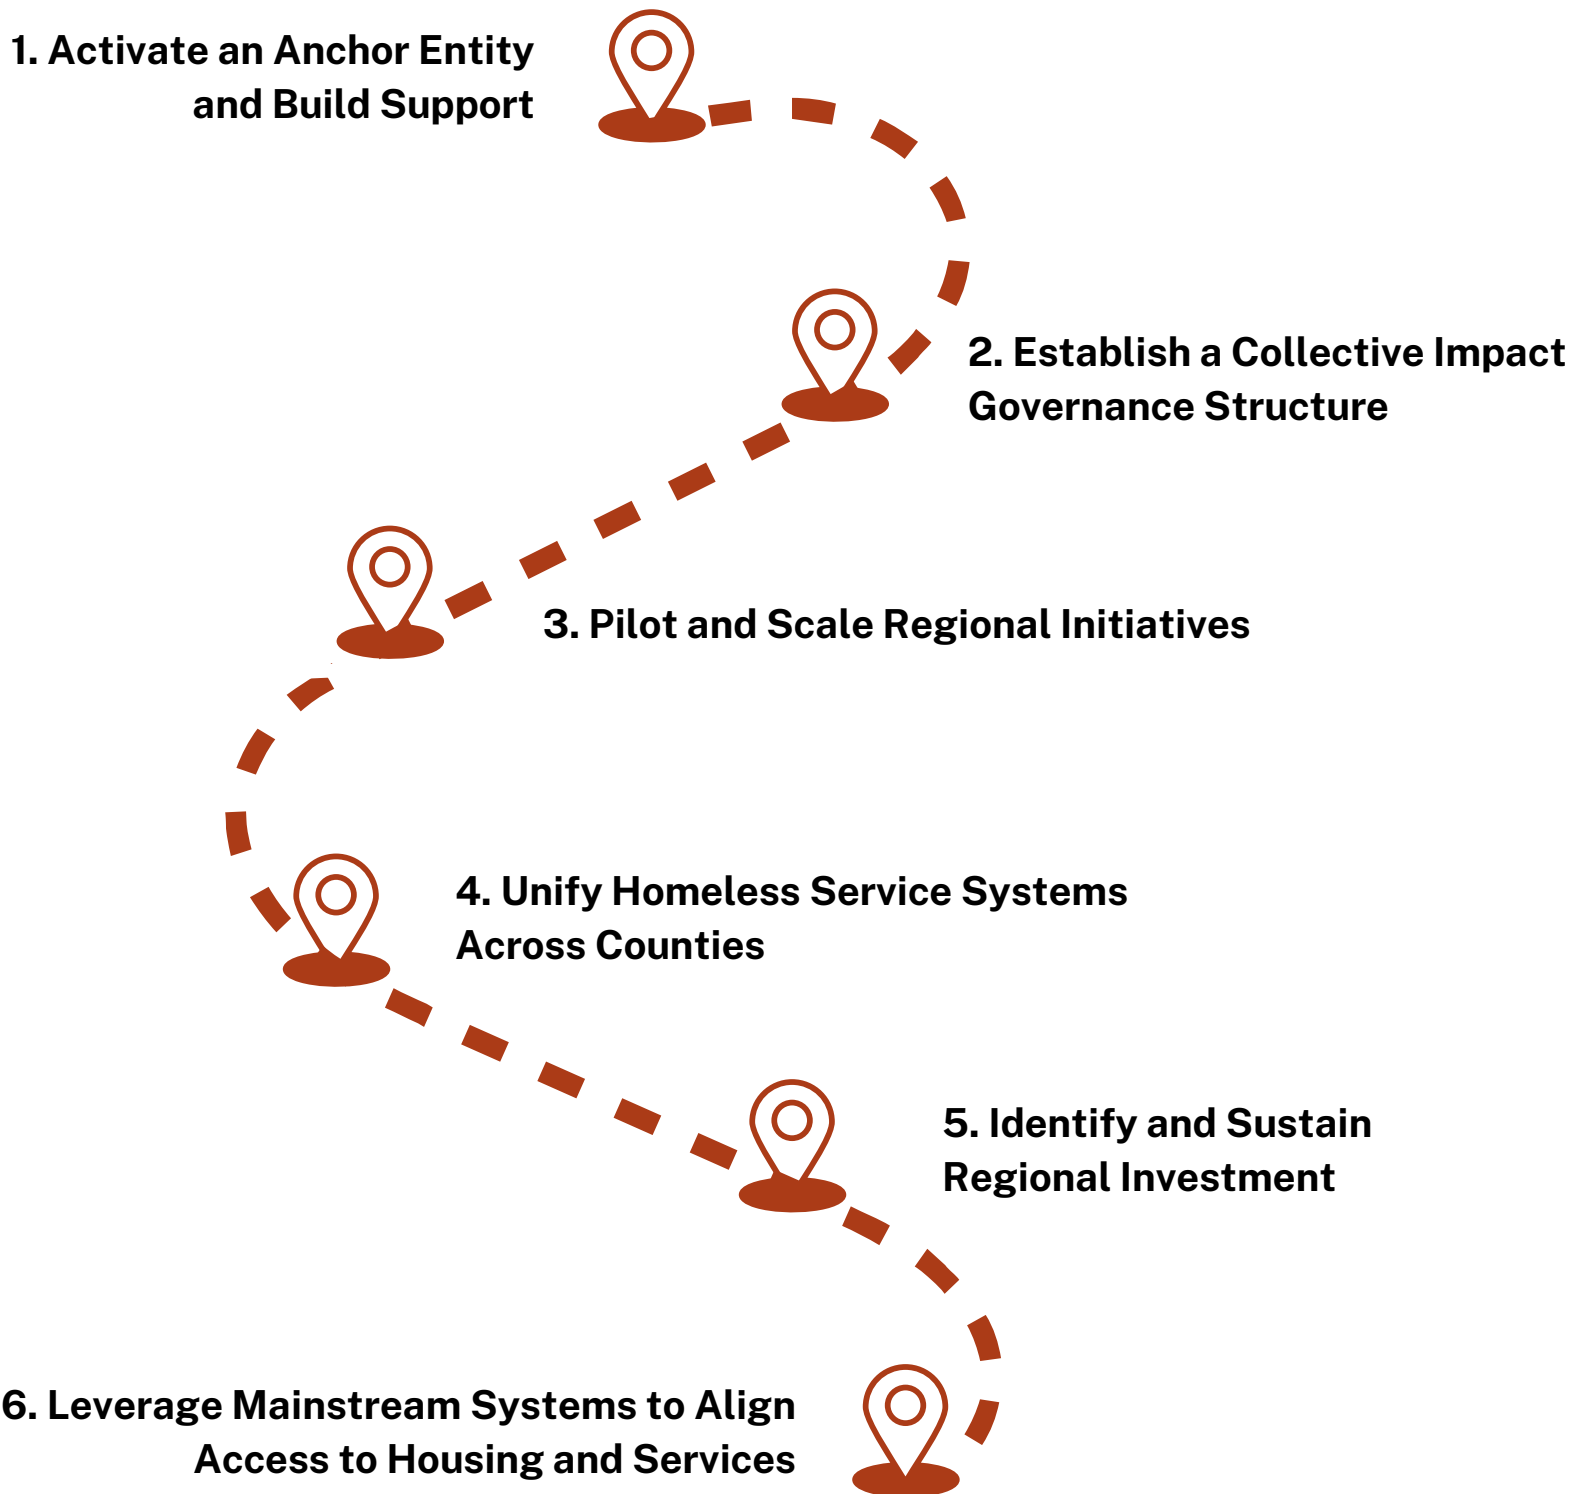 1. Activate an Anchor Entity
and Build Support
2. Establish a Collective Impact
Governance Structure
3. Pilot and Scale Regional Initiatives
4. Unify Homeless Service Systems
Across Counties
5. Identify and Sustain
Regional Investment
6. Leverage Mainstream Systems to Align
Access to Housing and Services